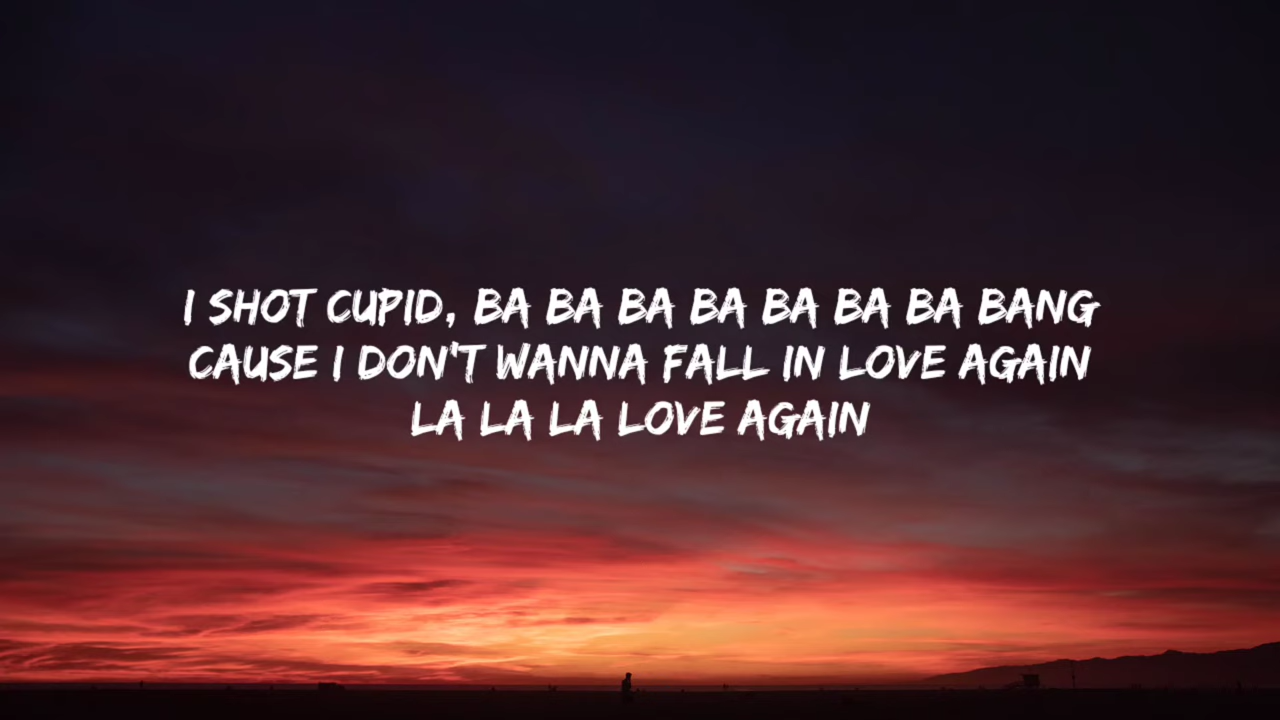 I SHOT CUPID, BA BA BA BA BA BA BA BANG
CAUSE I DON'T WANNA FALL IN LOVE AGAIN
LA LA LA LOVE AGAIN